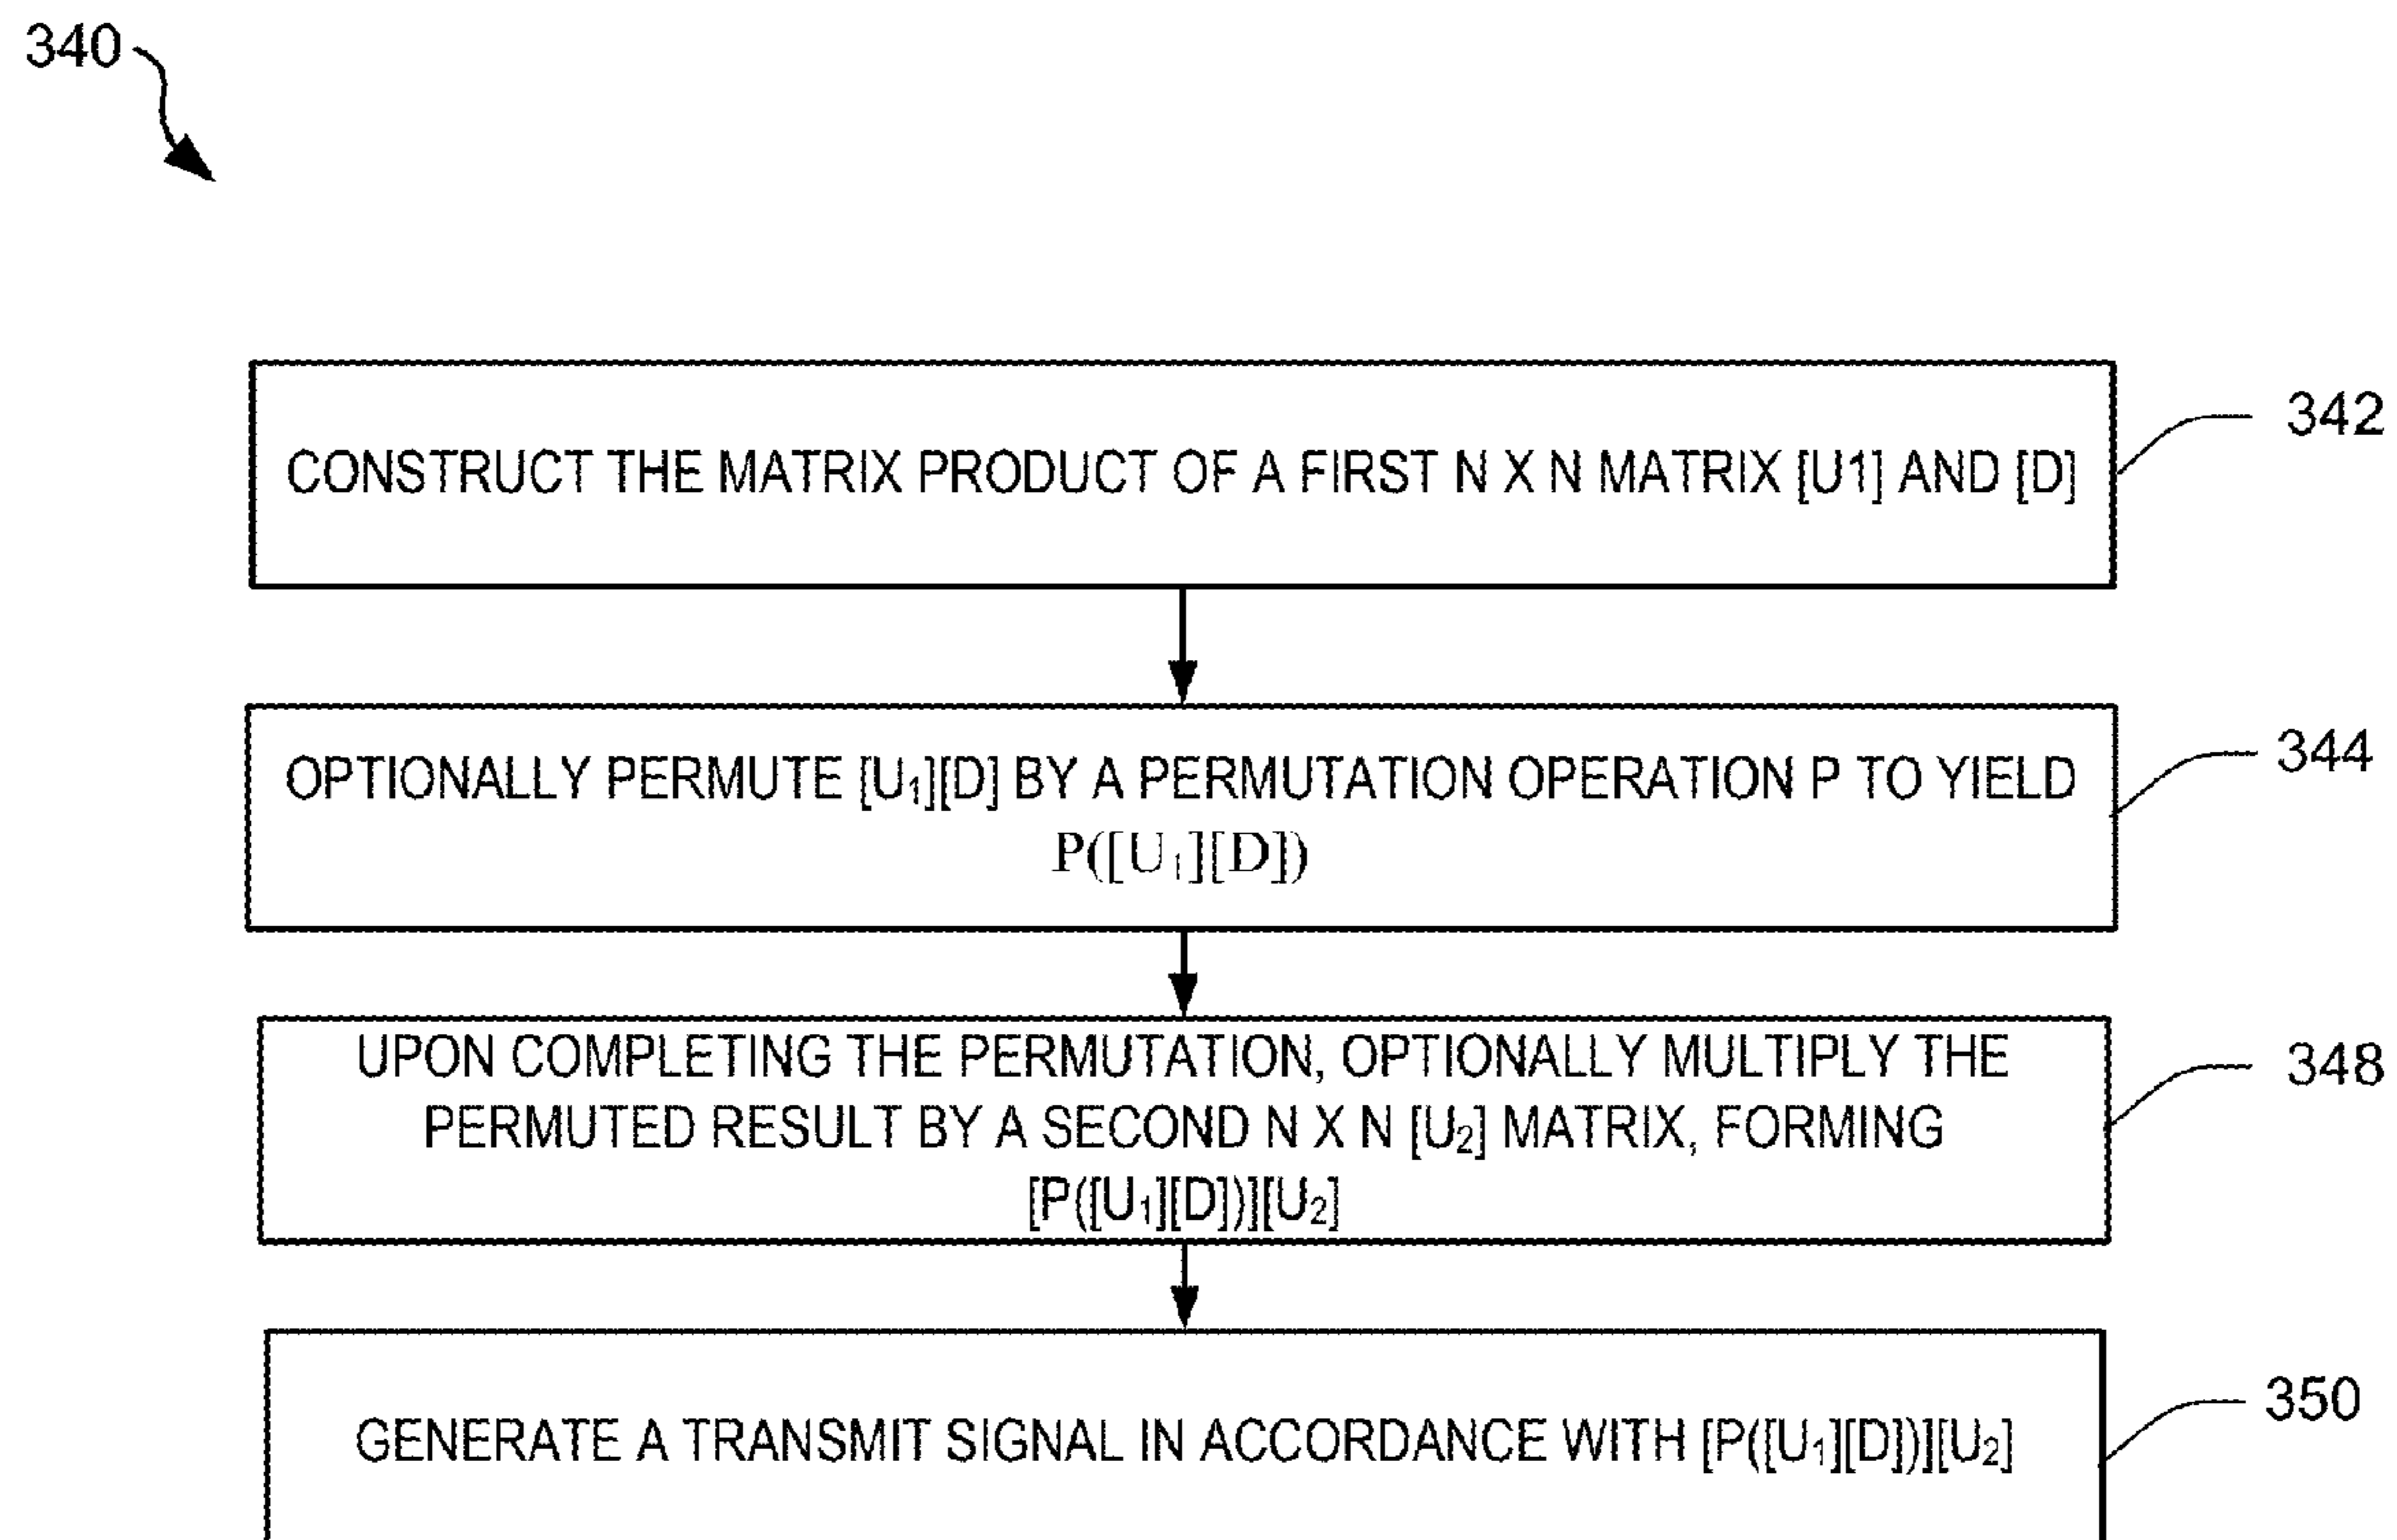 340
342
CONSTRUCT THE MATRIX PRODUCT OF A FIRST N X N MATRIX [U1] AND [D]
344
OPTIONALLY PERMUTE [U₁][D] BY A PERMUTATION OPERATION P TO YIELD
P([U₁][D])
348
UPON COMPLETING THE PERMUTATION, OPTIONALLY MULTIPLY THE
PERMUTED RESULT BY A SECOND N X N [U₂] MATRIX, FORMING
[P([U₁][D])][U₂]
350
GENERATE A TRANSMIT SIGNAL IN ACCORDANCE WITH [P([U₁][D])][U₂]